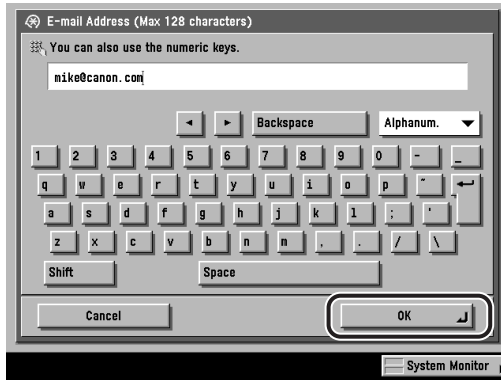 E-mail Address (Max 128 characters)
You can also use the numeric keys.
mike@canon.com
◄ ► Backspace Alphanum. ▼
1 2 3 4 5 6 7 8 9 0 - _
q w e r t y u i o p ~
a s d f g h j k l ; '
z x c v b n m , . / \
Shift Space
Cancel OK
System Monitor